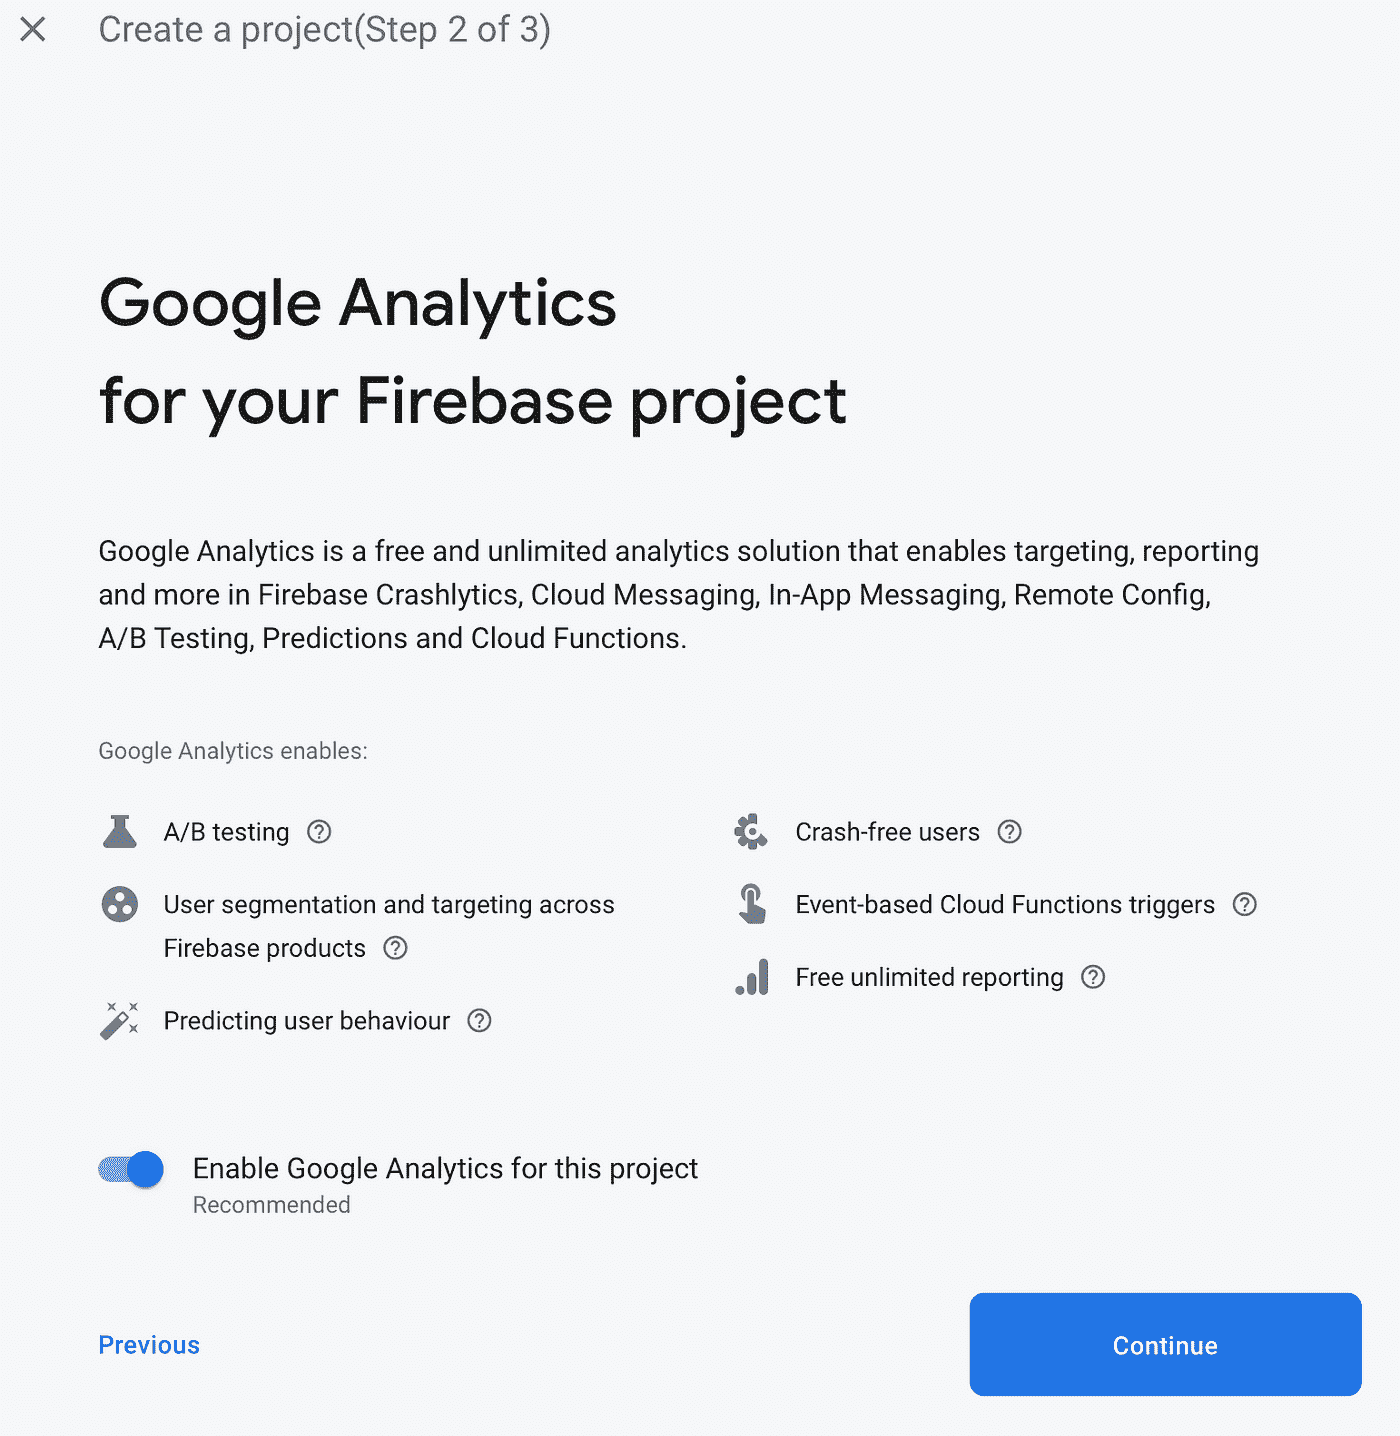 Create a project(Step 2 of 3)
Google Analytics
for your Firebase project
Google Analytics is a free and unlimited analytics solution that enables targeting, reporting
and more in Firebase Crashlytics, Cloud Messaging, In-App Messaging, Remote Config,
A/B Testing, Predictions and Cloud Functions.
Google Analytics enables:
A/B testing
User segmentation and targeting across
Firebase products
Predicting user behaviour
Crash-free users
Event-based Cloud Functions triggers
Free unlimited reporting
Enable Google Analytics for this project
Recommended
Previous
Continue